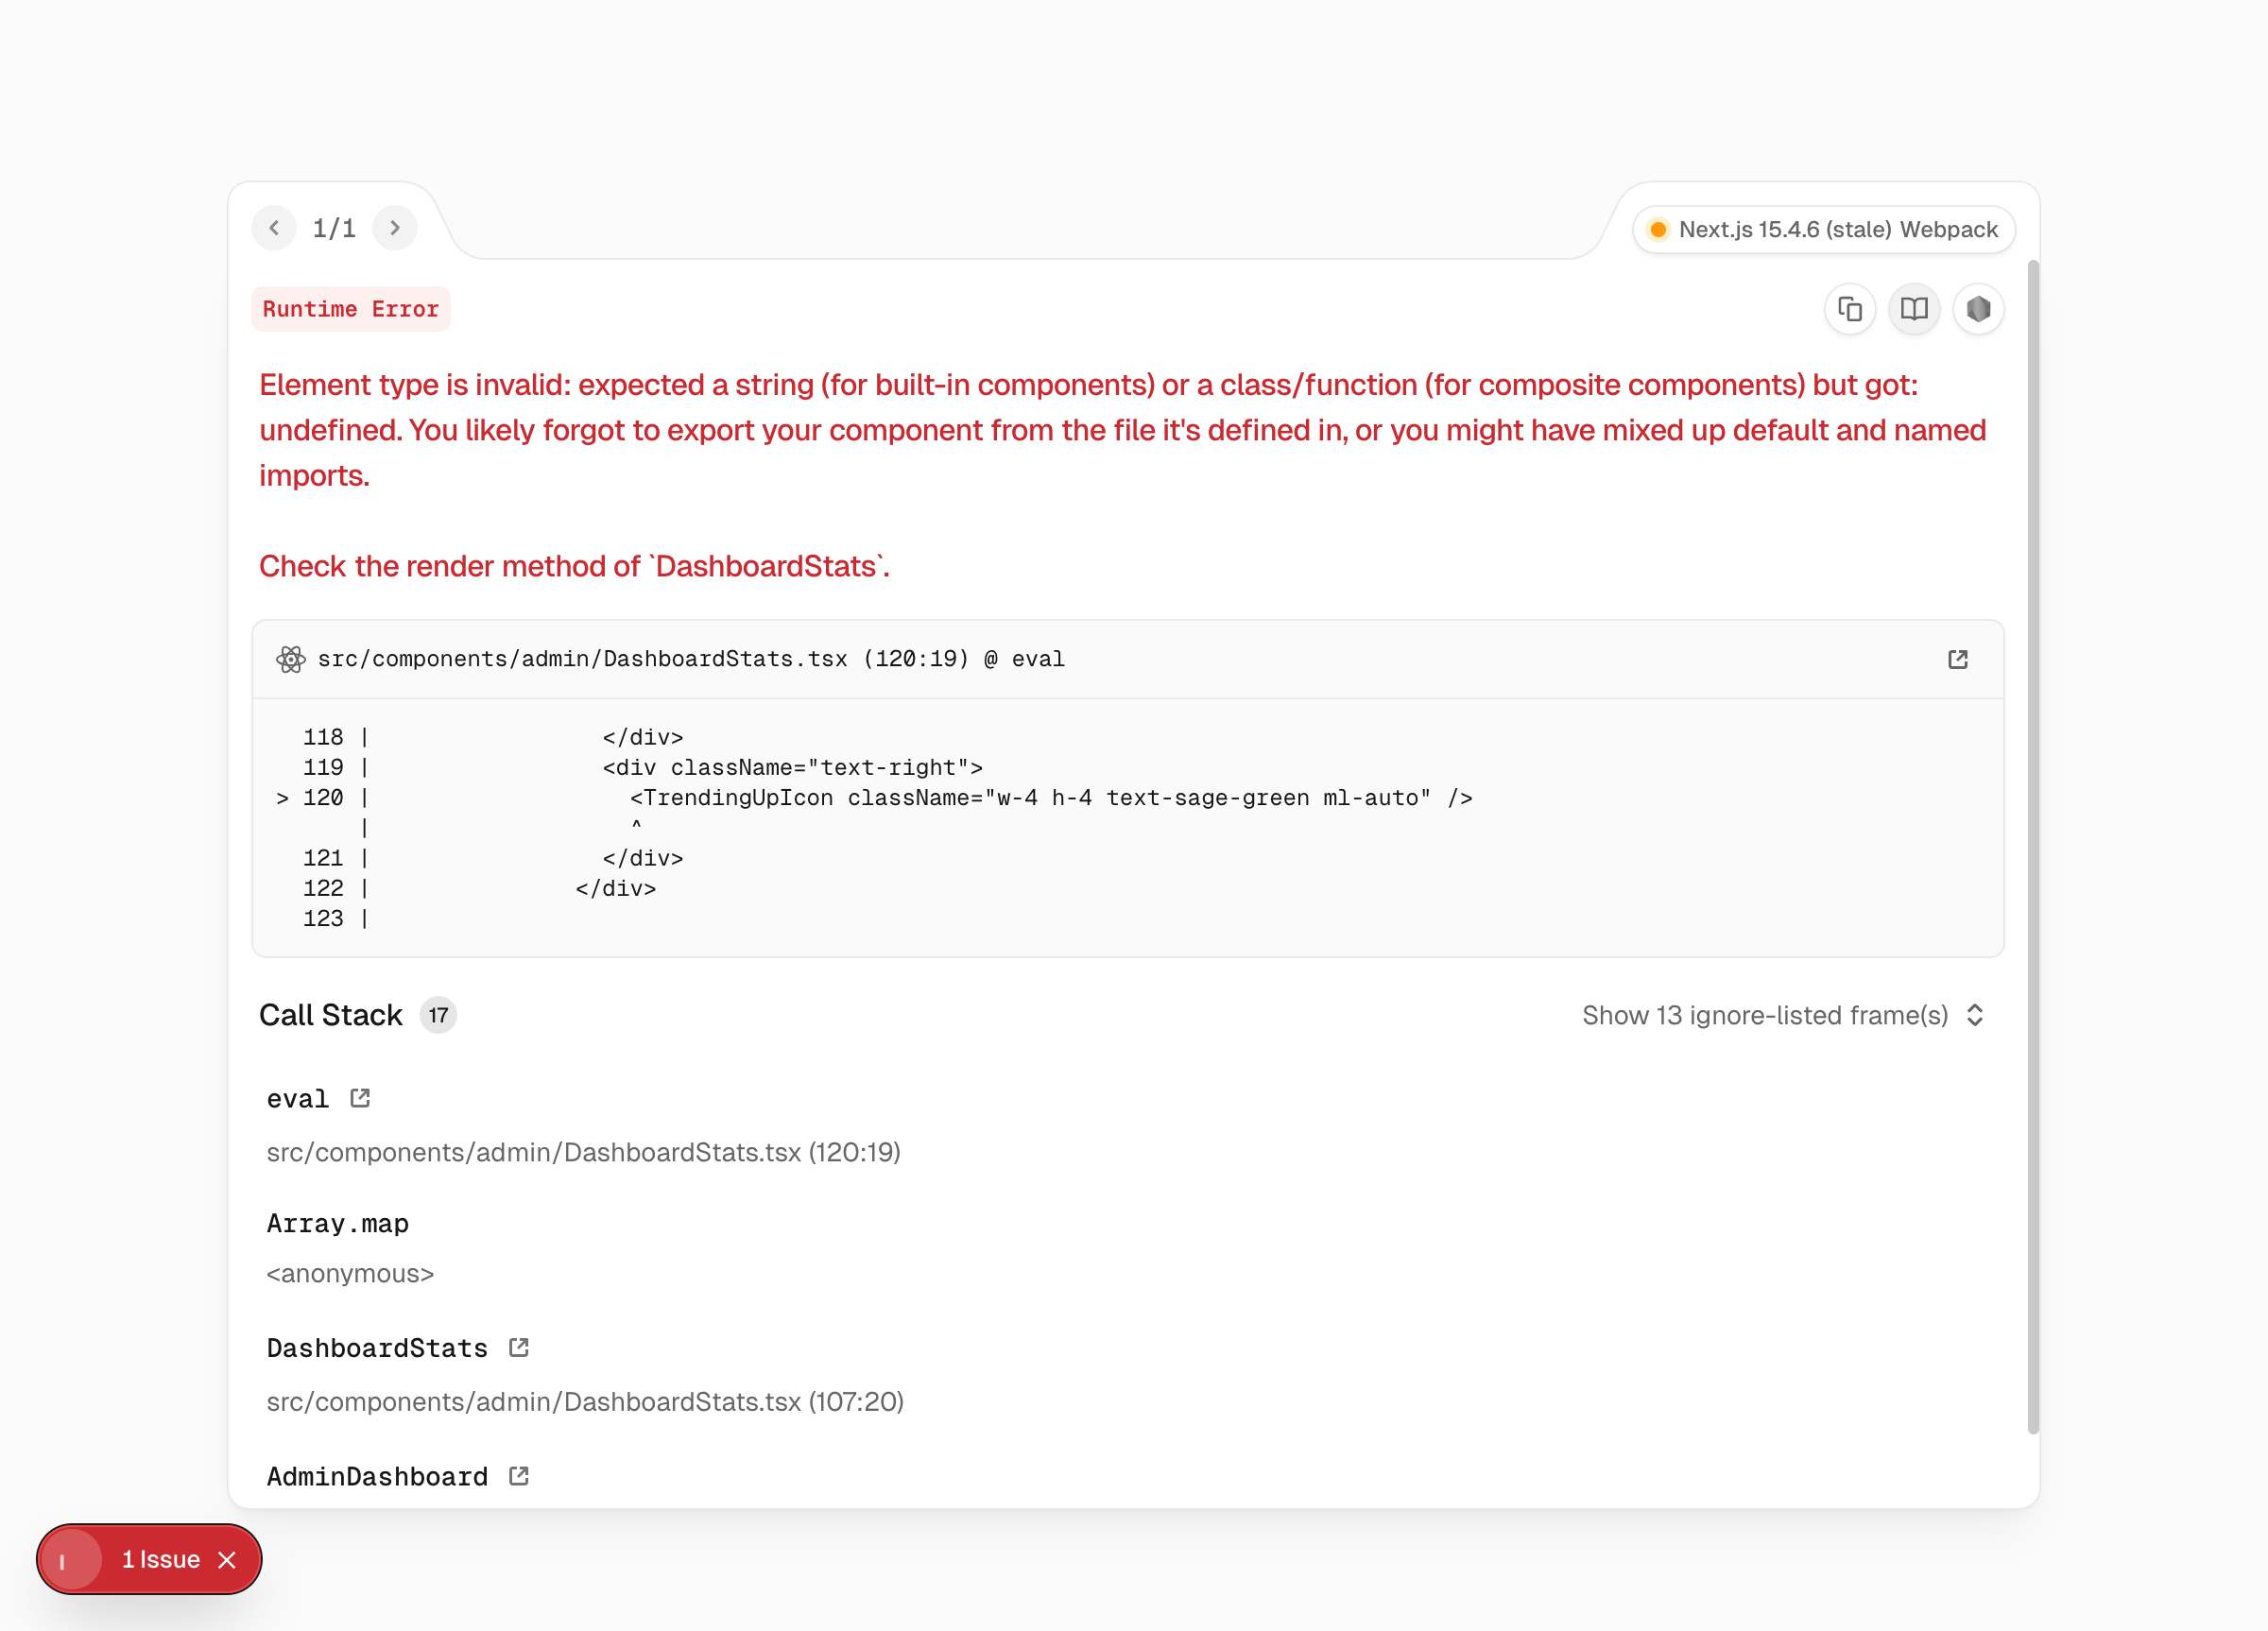 1/1
Next.js 15.4.6 (stale) Webpack
Runtime Error
Element type is invalid: expected a string (for built-in components) or a class/function (for composite components) but got:
undefined. You likely forgot to export your component from the file it's defined in, or you might have mixed up default and named
imports.
Check the render method of `DashboardStats`.
src/components/admin/DashboardStats.tsx (120:19) @ eval
118 |                 </div>
119 |                 <div className="text-right">
> 120 |                   <TrendingUpIcon className="w-4 h-4 text-sage-green ml-auto" />
|                   ^
121 |                 </div>
122 |               </div>
123 |
Call Stack 17
Show 13 ignore-listed frame(s)
eval
src/components/admin/DashboardStats.tsx (120:19)
Array.map
<anonymous>
DashboardStats
src/components/admin/DashboardStats.tsx (107:20)
AdminDashboard
1 Issue